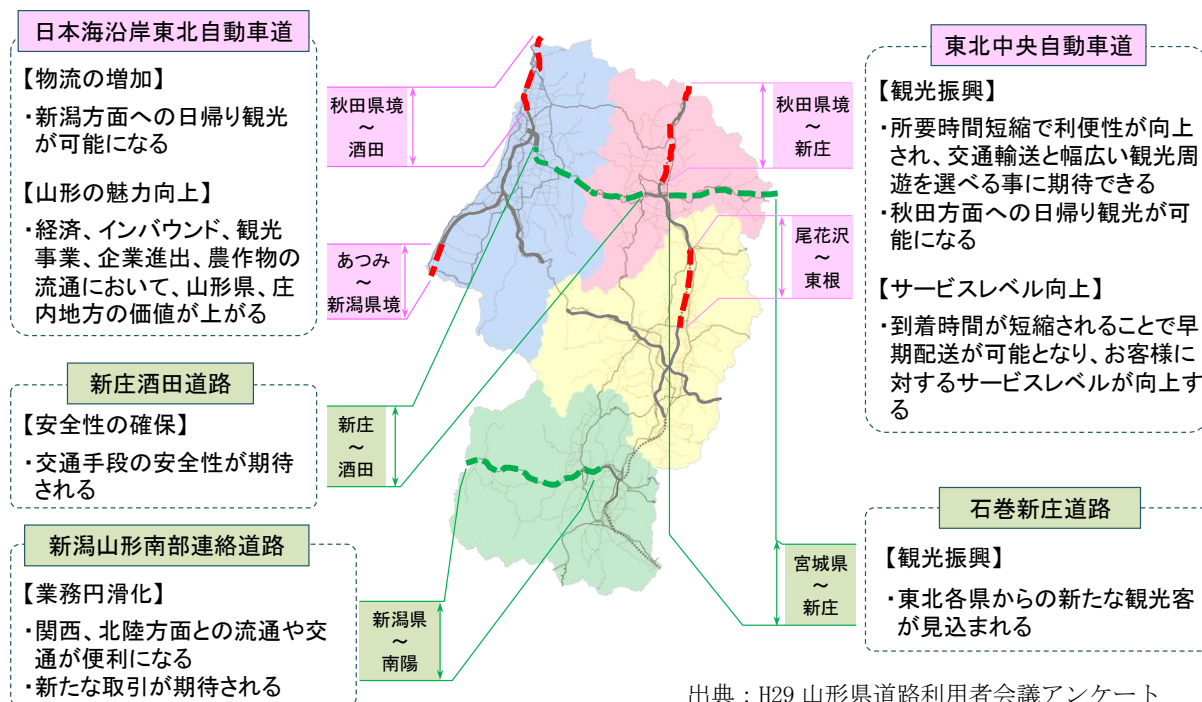 日本海沿岸東北自動車道
【物流の増加】
・新潟方面への日帰り観光
が可能になる
【山形の魅力向上】
・経済、インバウンド、観光
事業、企業進出、農作物の
流通において、山形県、庄
内地方の価値が上がる
新庄酒田道路
【安全性の確保】
・交通手段の安全性が期待
される
新潟山形南部連絡道路
【業務円滑化】
・関西、北陸方面との流通や交
通が便利になる
・新たな取引が期待される
秋田県境
～
酒田
あつみ
～
新潟県境
新庄
～
酒田
新潟県
～
南陽
秋田県境
～
新庄
尾花沢
～
東根
宮城県
～
新庄
東北中央自動車道
【観光振興】
・所要時間短縮で利便性が向上
され、交通輸送と幅広い観光周
遊を選べる事に期待できる
・秋田方面への日帰り観光が可
能になる
【サービスレベル向上】
・到着時間が短縮されることで早
期配送が可能となり、お客様に
対するサービスレベルが向上す
る
石巻新庄道路
【観光振興】
・東北各県からの新たな観光客
が見込まれる
出典：H29 山形県道路利用者会議アンケート